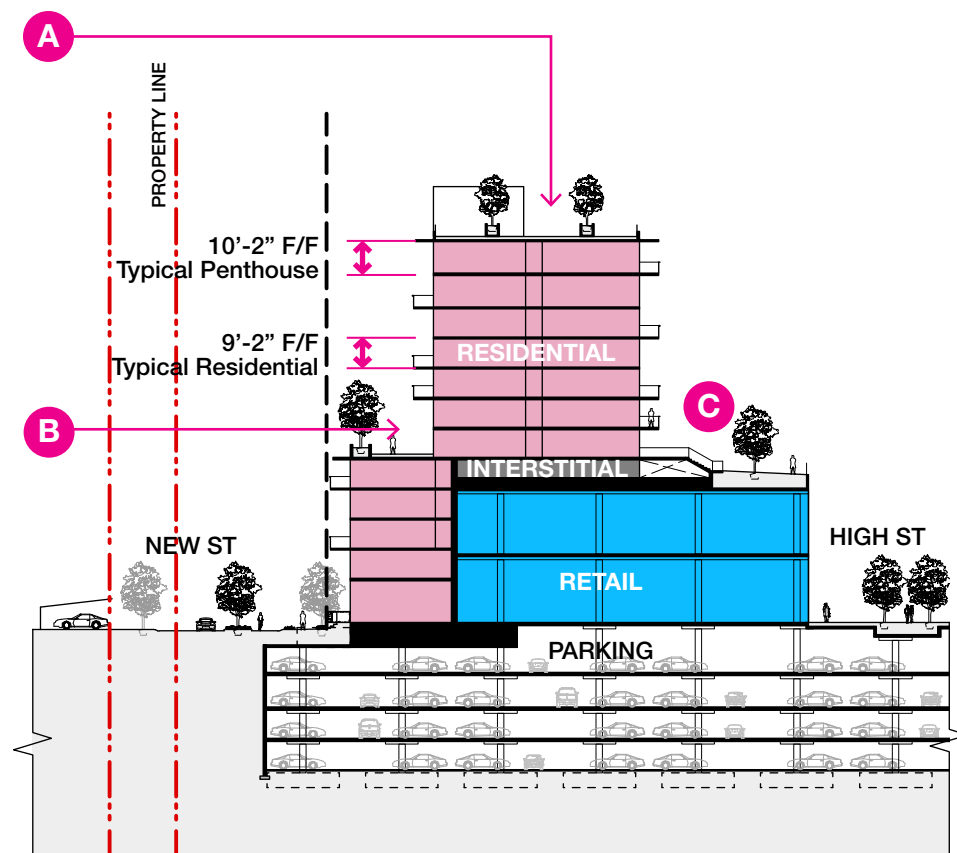 A
PROPERTY LINE
10’-2” F/F
Typical Penthouse
9’-2” F/F
Typical Residential
RESIDENTIAL
B
C
INTERSTITIAL
NEW ST
HIGH ST
RETAIL
PARKING